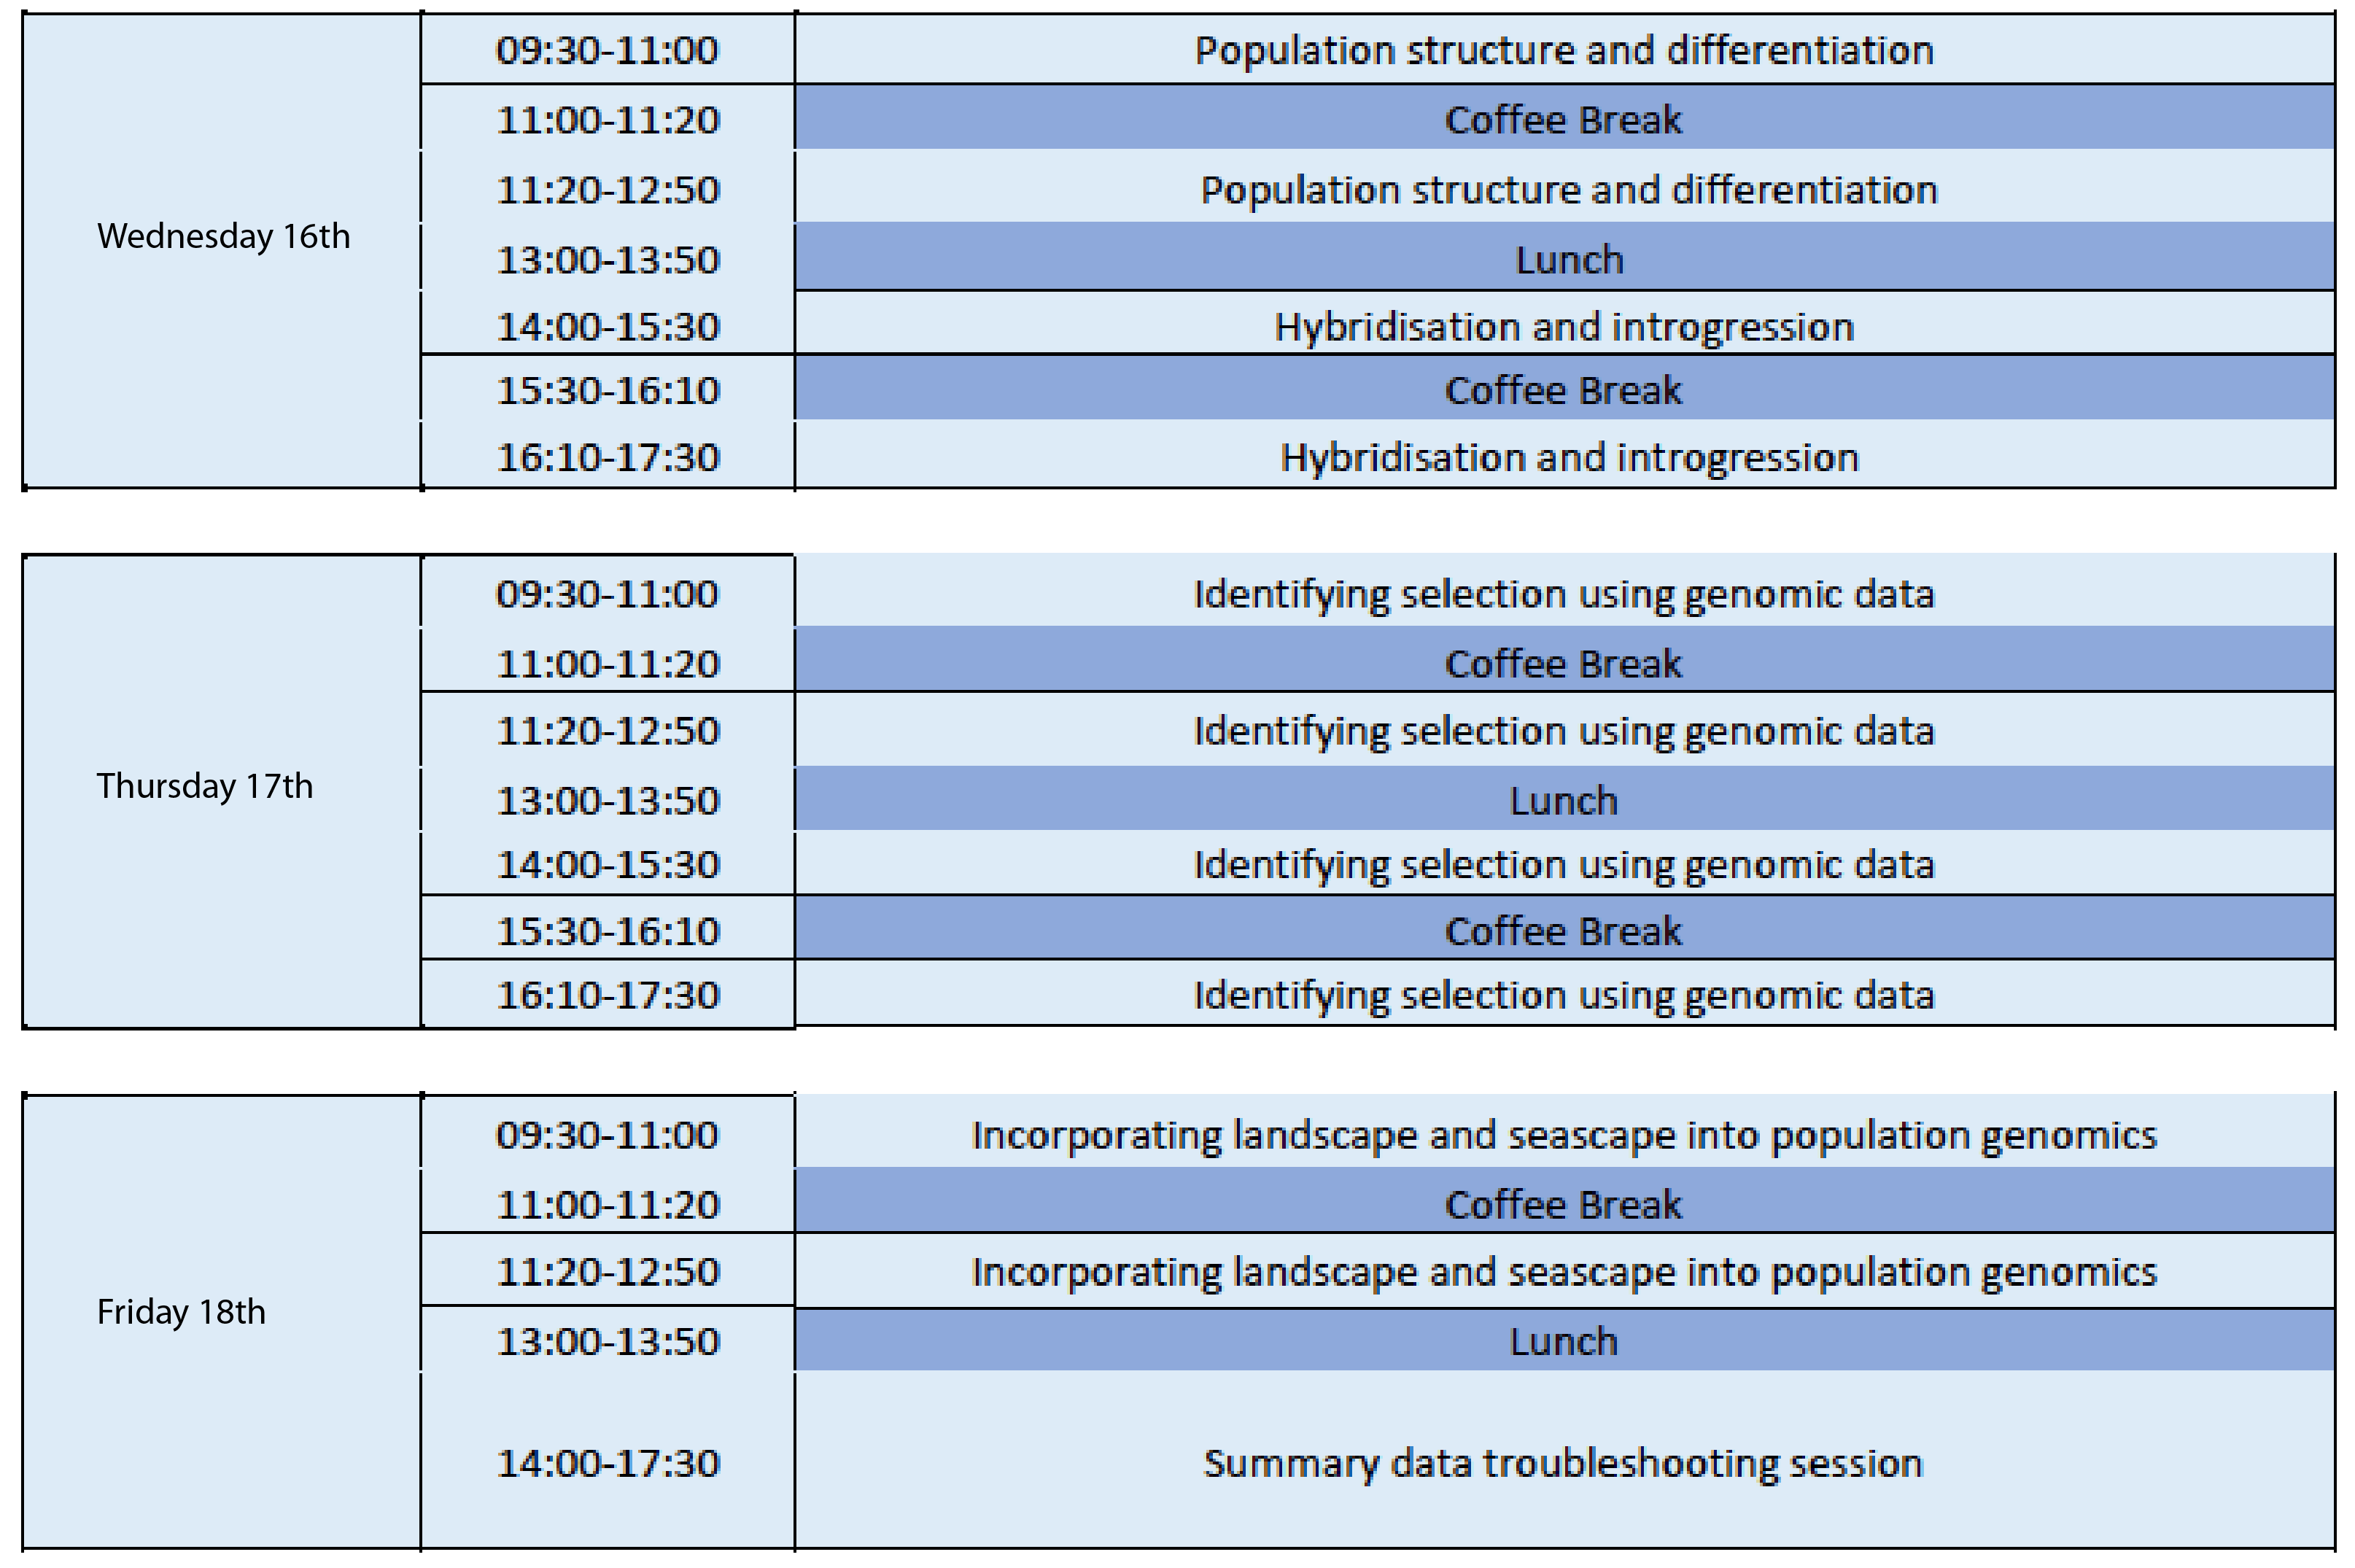 09:30-11:00 Population structure and differentiation
11:00-11:20 Coffee Break
11:20-12:50 Population structure and differentiation
Wednesday 16th
13:00-13:50 Lunch
14:00-15:30 Hybridisation and introgression
15:30-16:10 Coffee Break
16:10-17:30 Hybridisation and introgression
09:30-11:00 Identifying selection using genomic data
11:00-11:20 Coffee Break
11:20-12:50 Identifying selection using genomic data
Thursday 17th
13:00-13:50 Lunch
14:00-15:30 Identifying selection using genomic data
15:30-16:10 Coffee Break
16:10-17:30 Identifying selection using genomic data
09:30-11:00 Incorporating landscape and seascape into population genomics
11:00-11:20 Coffee Break
11:20-12:50 Incorporating landscape and seascape into population genomics
Friday 18th
13:00-13:50 Lunch
14:00-17:30 Summary data troubleshooting session